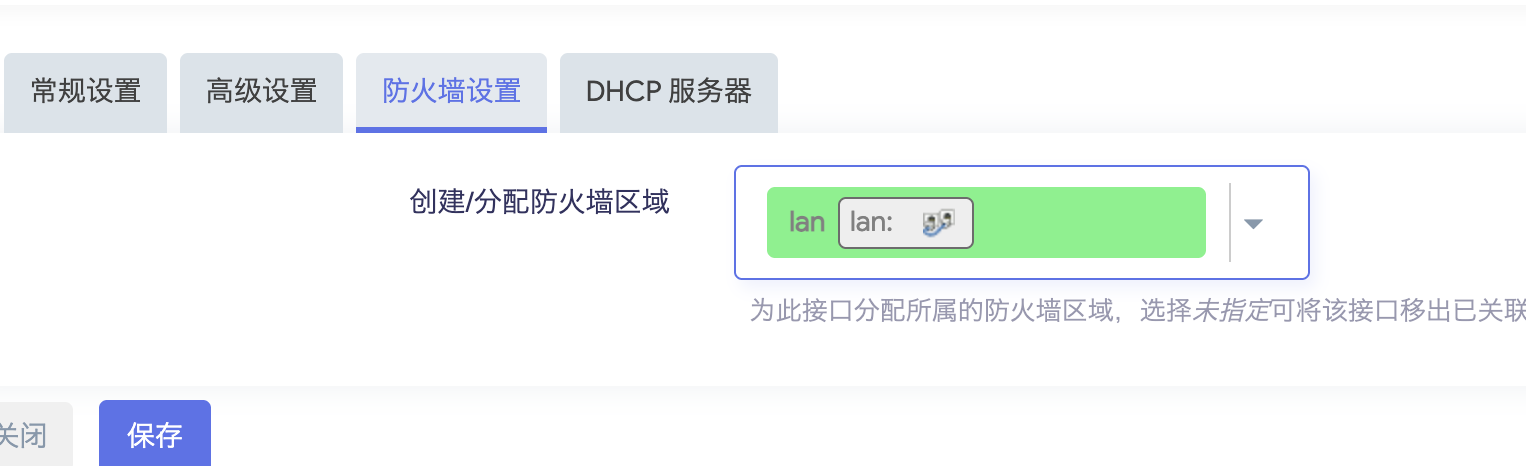 常规设置 高级设置 防火墙设置 DHCP 服务器
创建/分配防火墙区域 lan lan:
为此接口分配所属的防火墙区域，选择未指定可将该接口移出已关联
关闭 保存